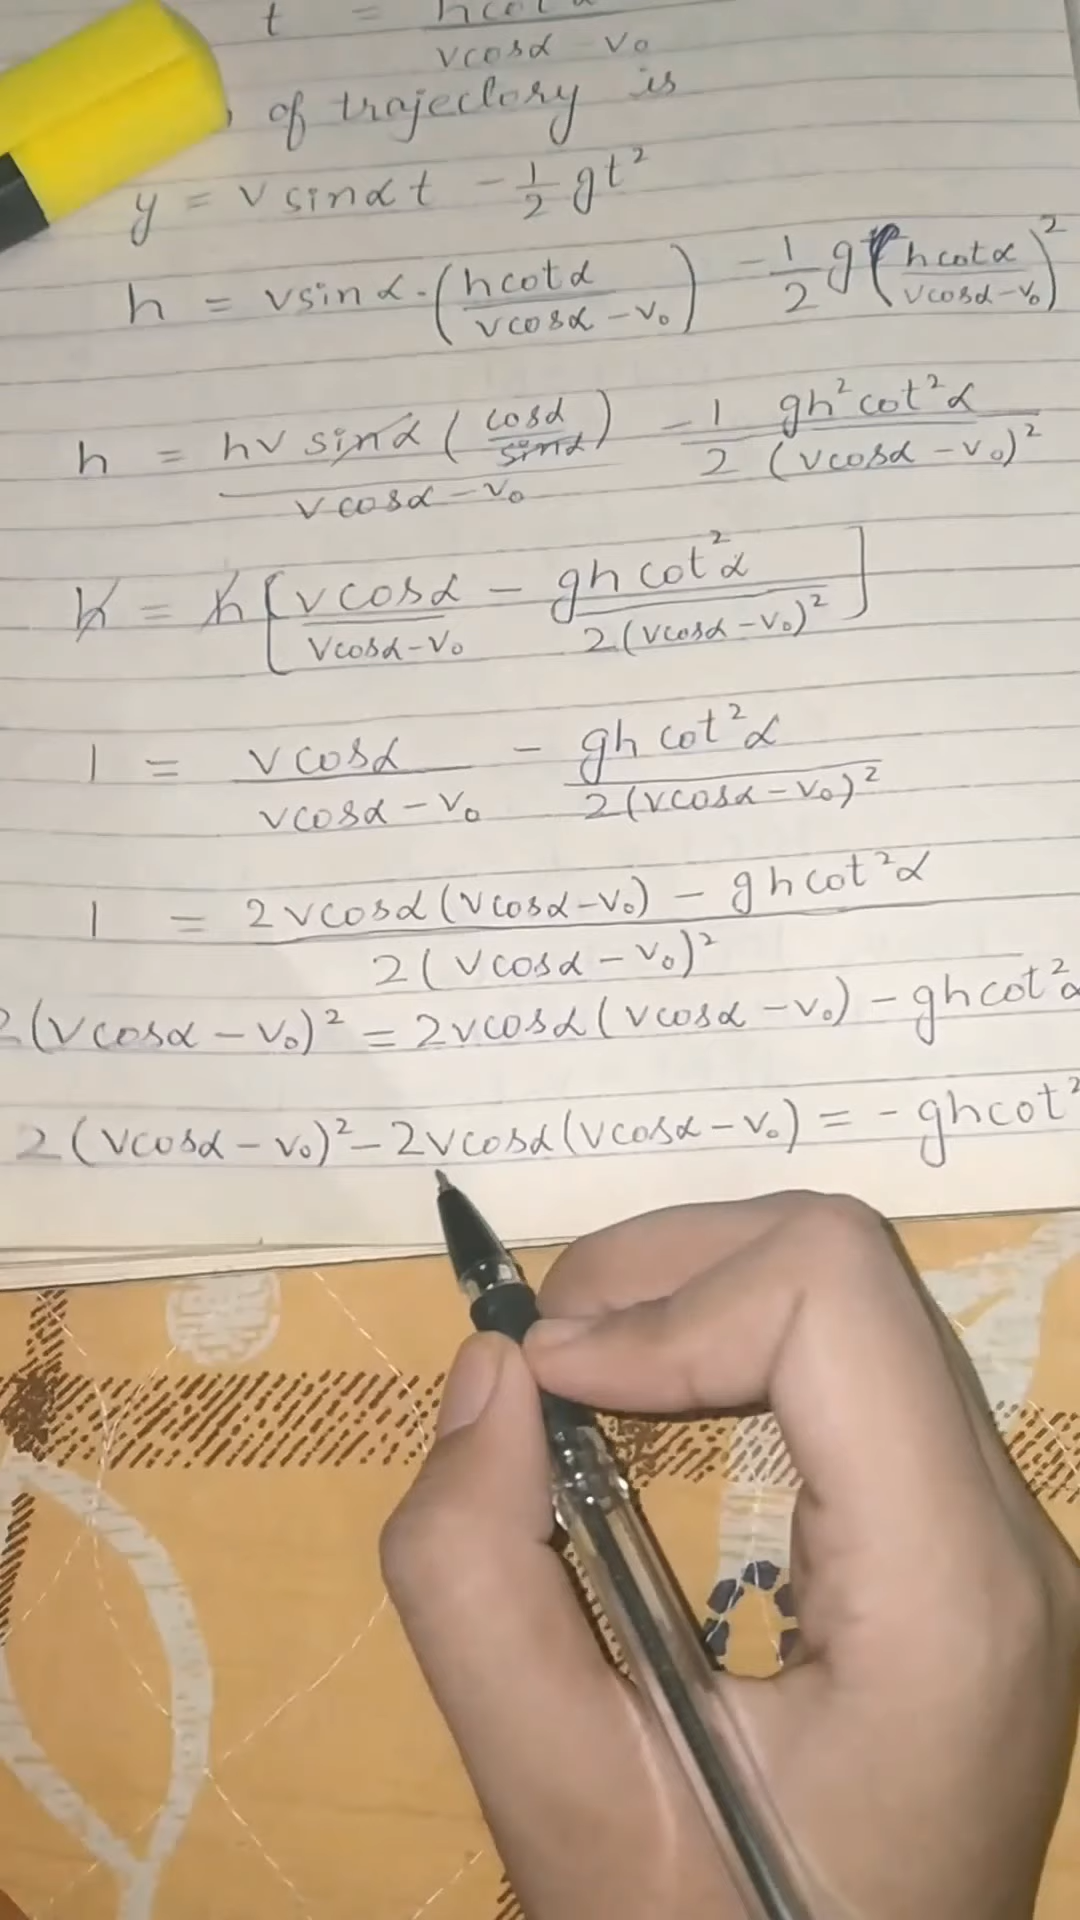 t = hcotα / vcosα - v₀
of trajectory is
y = vsinαt - 1/2 gt²
h = vsinα·(hcotα / vcosα - v₀) - 1/2 g(hcotα / vcosα - v₀)²
h = hvsinα(cosα / sinα) / vcosα - v₀ - 1/2 gh²cot²α / (vcosα - v₀)²
h = h[vcosα / vcosα - v₀ - ghcot²α / 2(vcosα - v₀)²]
1 = vcosα / vcosα - v₀ - ghcot²α / 2(vcosα - v₀)²
1 = 2vcosα(vcosα - v₀) - ghcot²α / 2(vcosα - v₀)²
2(vcosα - v₀)² = 2vcosα(vcosα - v₀) - ghcot²α
2(vcosα - v₀)² - 2vcosα(vcosα - v₀) = - ghcot²